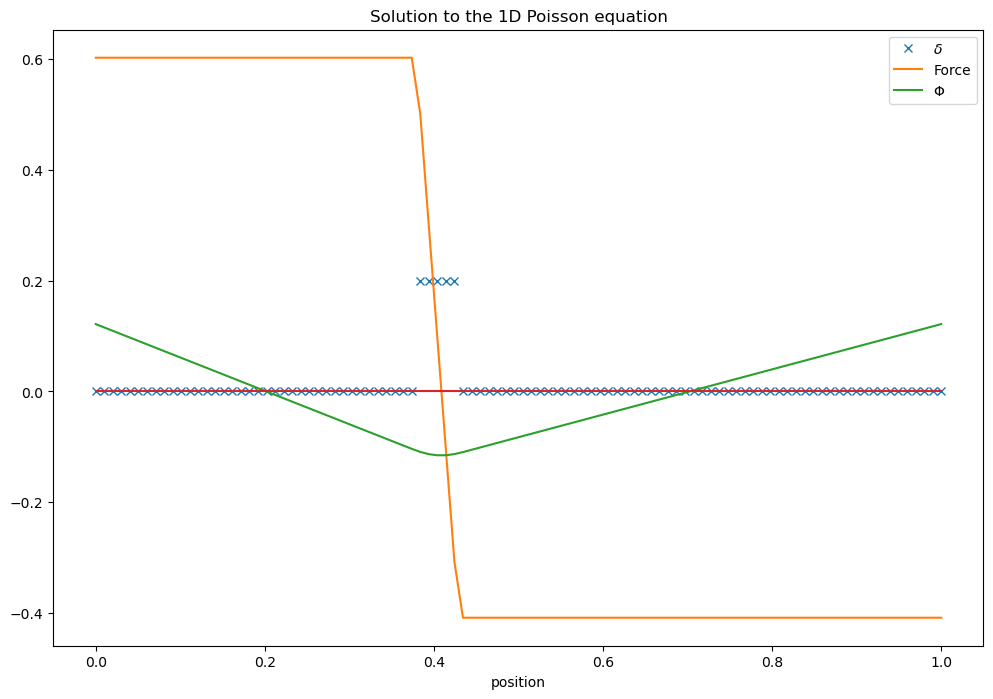 Solution to the 1D Poisson equation
δ
Force
Φ
0.6
0.4
0.2
0.0
−0.2
−0.4
0.0 0.2 0.4 0.6 0.8 1.0
position